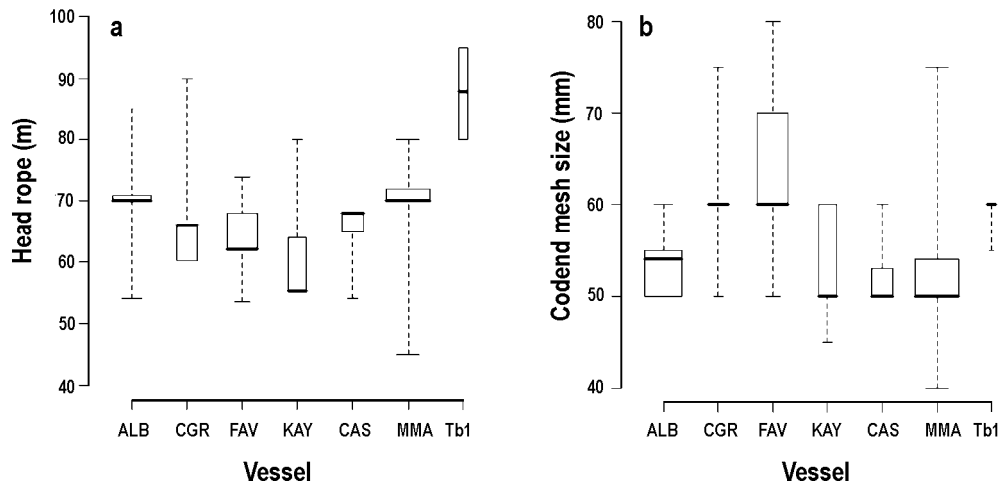 a
Head rope (m)
100
90
80
70
60
50
40
ALB CGR FAV KAY CAS MMA Tb1
Vessel
b
Codend mesh size (mm)
80
70
60
50
40
ALB CGR FAV KAY CAS MMA Tb1
Vessel